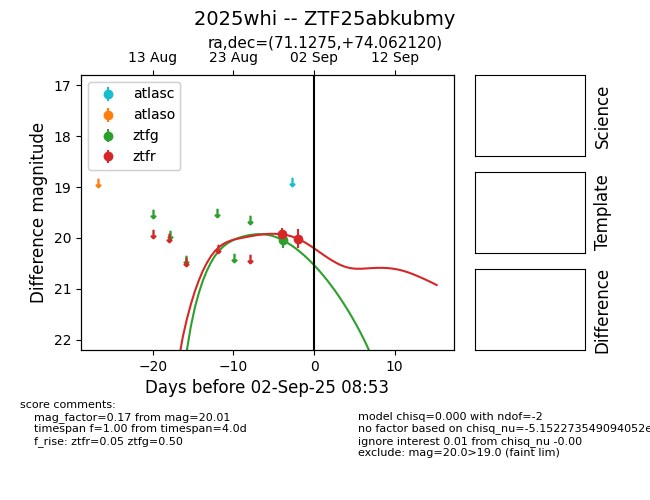 2025whi -- ZTF25abkubmy
ra,dec=(71.1275,+74.062120)
13 Aug 23 Aug 02 Sep 12 Sep
17
18
19
20
21
22
Difference magnitude
atlasc
atlaso
ztfg
ztfr
−20 −10 0 10
Days before 02-Sep-25 08:53
Science
Template
Difference
score comments:
mag_factor=0.17 from mag=20.01
timespan f=1.00 from timespan=4.0d
f_rise: ztfr=0.05 ztfg=0.50
model chisq=0.000 with ndof=-2
no factor based on chisq_nu=-5.152273549094052e
ignore interest 0.01 from chisq_nu -0.00
exclude: mag=20.0>19.0 (faint lim)